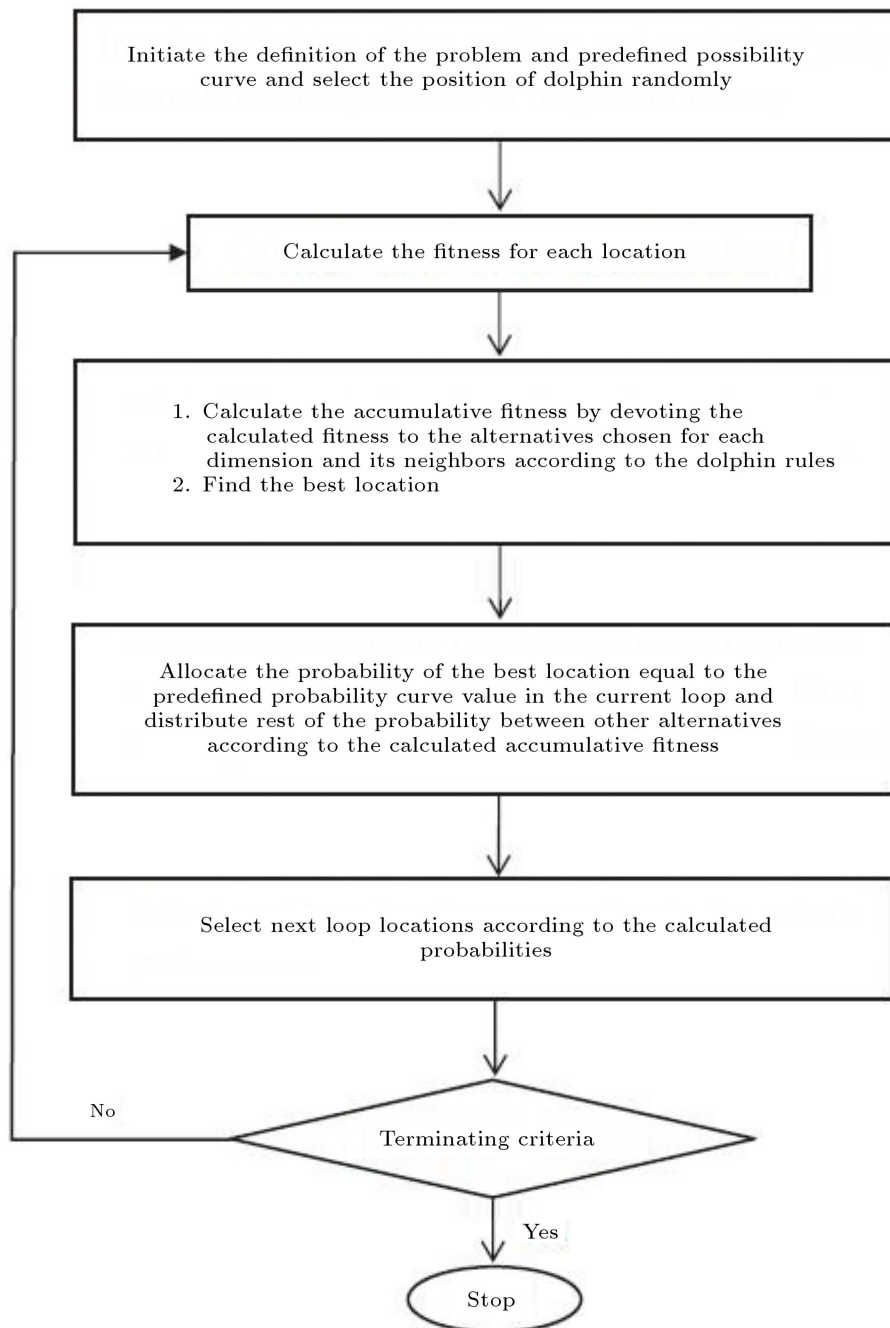 Initiate the definition of the problem and predefined possibility
curve and select the position of dolphin randomly
Calculate the fitness for each location
1. Calculate the accumulative fitness by devoting the
calculated fitness to the alternatives chosen for each
dimension and its neighbors according to the dolphin rules
2. Find the best location
Allocate the probability of the best location equal to the
predefined probability curve value in the current loop and
distribute rest of the probability between other alternatives
according to the calculated accumulative fitness
Select next loop locations according to the calculated
probabilities
No
Terminating criteria
Yes
Stop